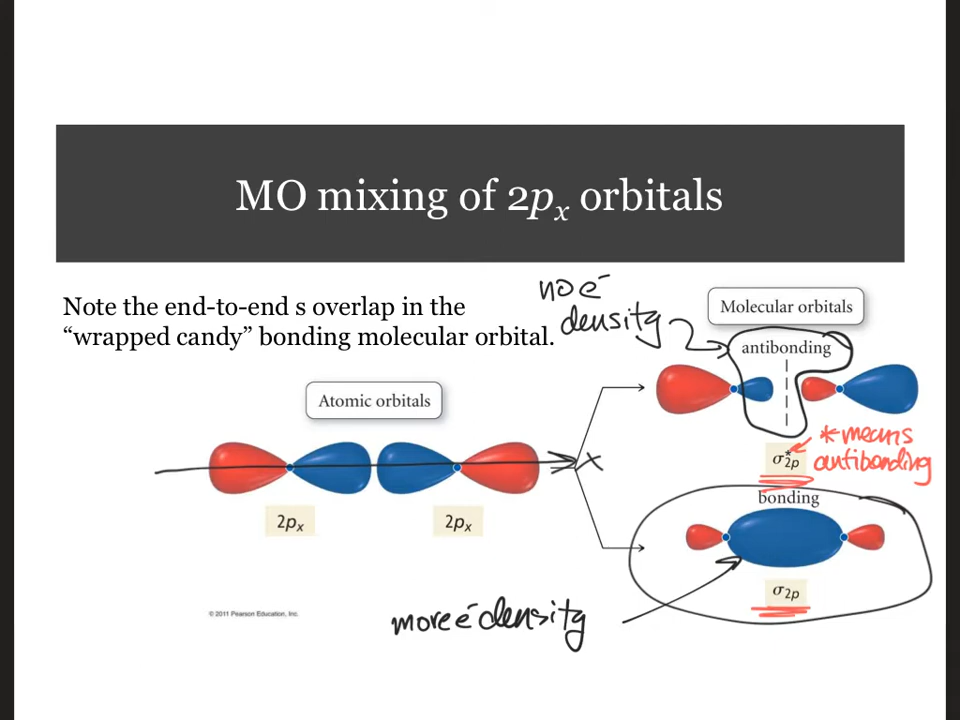 MO mixing of 2pₓ orbitals
Note the end-to-end s overlap in the
“wrapped candy” bonding molecular orbital.
no e⁻
density
Molecular orbitals
antibonding
Atomic orbitals
x
σ*2p
*means
antibonding
bonding
2pₓ
2pₓ
σ2p
more e⁻ density
© 2011 Pearson Education, Inc.